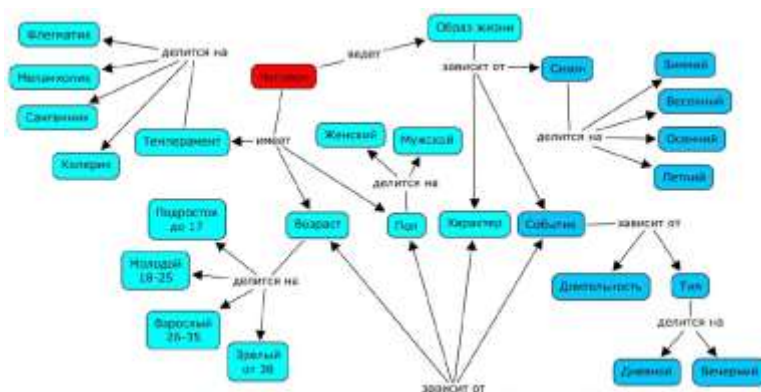 Флегматик
делится на
Меланхолик
Сангвиник
Холерик
Темперамент
имеет
ведет
Образ жизни
зависит от
Сезон
делится на
Зимний
Весенний
Осенний
Летний
Женский
Мужской
делится на
Возраст
Пол
Характер
Событие
зависит от
Подросток
до 17
Молодой
18-25
делится на
Взрослый
26-35
Зрелый
от 36
Длительность
Тип
делится на
Дневной
Вечерний
зависит от